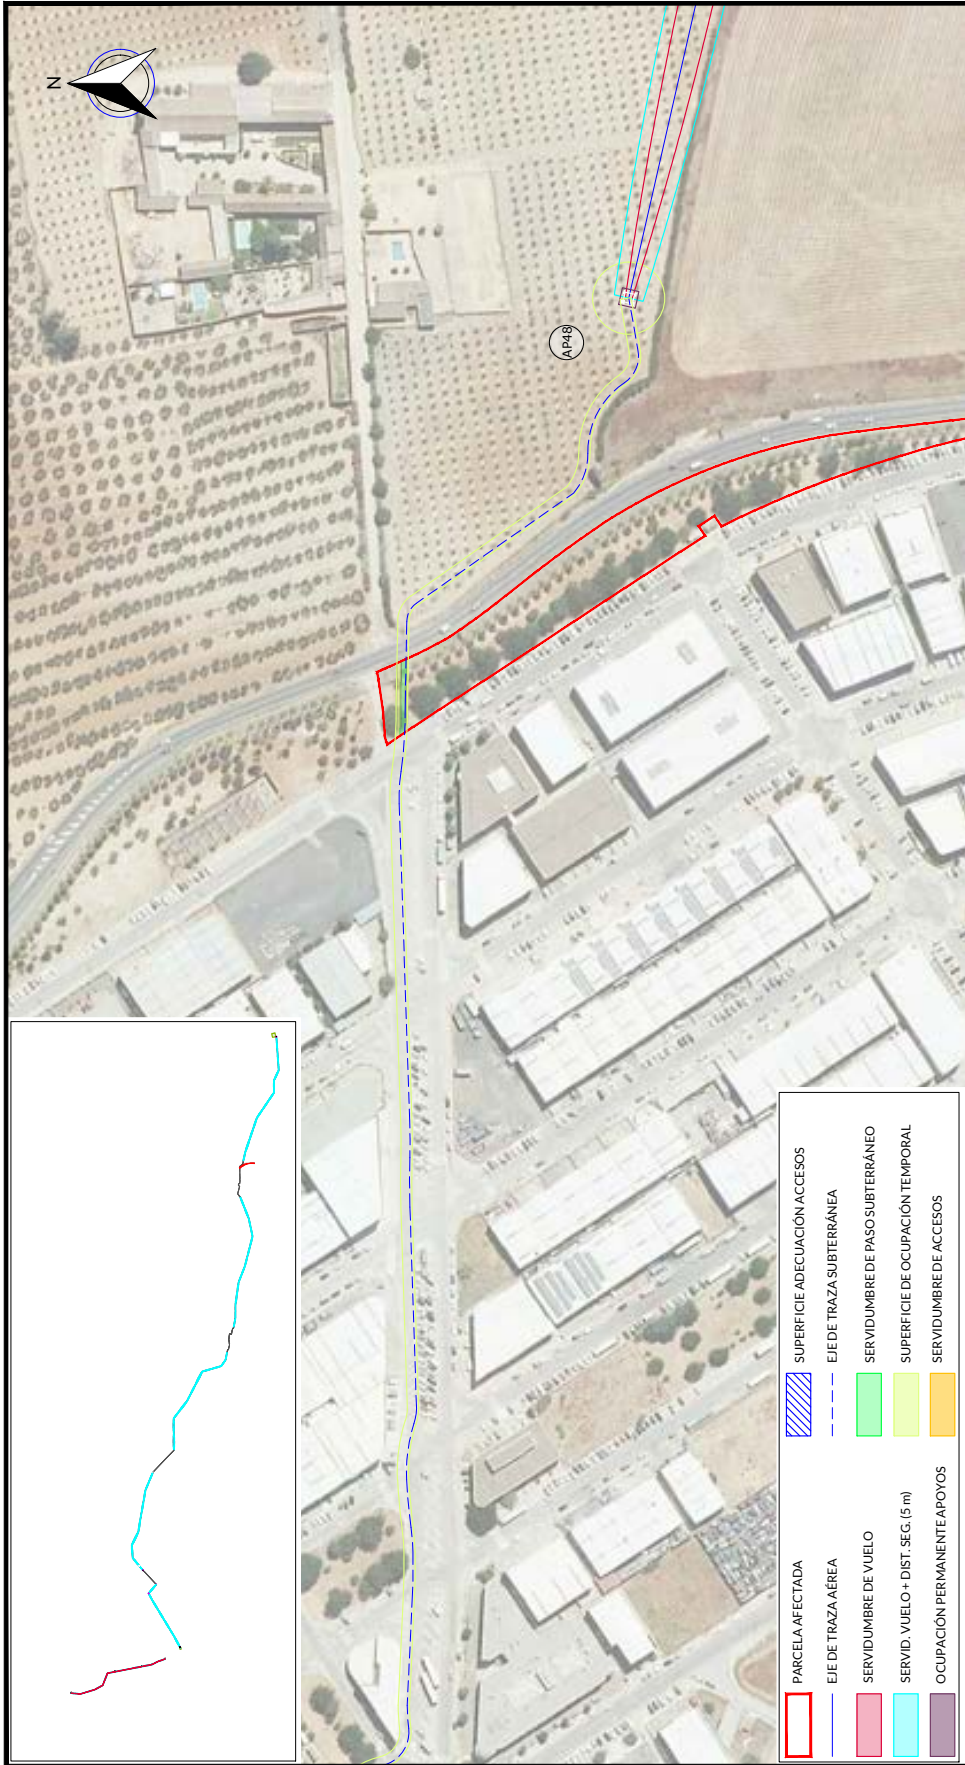 N
AP48
PARCELA AFECTADA
EJE DE TRAZA AÉREA
SERVIDUMBRE DE VUELO
SERVID. VUELO + DIST. SEG. (5 m)
OCUPACIÓN PERMANENTE APOYOS
SUPERFICIE ADECUACIÓN ACCESOS
EJE DE TRAZA SUBTERRÁNEA
SERVIDUMBRE DE PASO SUBTERRÁNEO
SUPERFICIE DE OCUPACIÓN TEMPORAL
SERVIDUMBRE DE ACCESOS